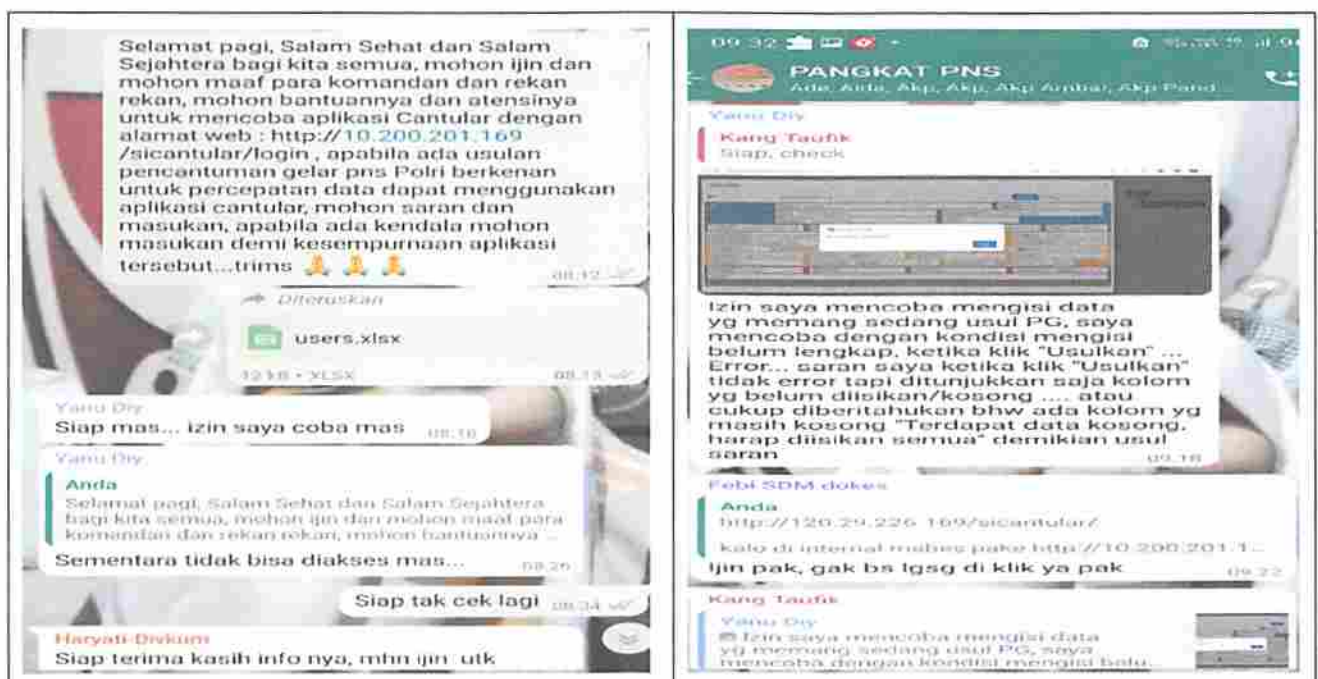 Selamat pagi, Salam Sehat dan Salam
Sejahtera bagi kita semua, mohon ijin dan
mohon maaf para komandan dan rekan
rekan, mohon bantuannya dan atensinya
untuk mencoba aplikasi Cantular dengan
alamat web : http://10.200.201.169
/sicantular/login , apabila ada usulan
pencantuman gelar pns Polri berkenan
untuk percepatan data dapat menggunakan
aplikasi cantular, mohon saran dan
masukan, apabila ada kendala mohon
masukan demi kesempurnaan aplikasi
tersebut...trims 🙏 🙏 🙏
08.12
Diteruskan
users.xlsx
12 kB • XLSX 08.13
Yanu Diy
Siap mas... izin saya coba mas 08.16
Yanu Diy
Anda
Selamat pagi, Salam Sehat dan Salam Sejahtera
bagi kita semua, mohon ijin dan mohon maaf para
komandan dan rekan rekan, mohon bantuannya ...
Sementara tidak bisa diakses mas... 08.26
Siap tak cek lagi 08.34
Haryati-Divkum
Siap terima kasih info nya, mhn ijin utk
09.32
PANGKAT PNS
Ade, Aida, Akp, Akp, Akp Ambar, Akp Pand...
Yanu Diy
Kang Taufik
Siap, check
Izin saya mencoba mengisi data
yg memang sedang usul PG, saya
mencoba dengan kondisi mengisi
belum lengkap, ketika klik "Usulkan" ...
Error... saran saya ketika klik "Usulkan"
tidak error tapi ditunjukkan saja kolom
yg belum diisikan/kosong .... atau
cukup diberitahukan bhw ada kolom yg
masih kosong "Terdapat data kosong,
harap diisikan semua" demikian usul
saran 09.18
Febi SDM dokes
Anda
http://120.29.226.169/sicantular/
kalo di internal mabes pake http://10.200.201.1...
Ijin pak, gak bs lgsg di klik ya pak 09.22
Kang Taufik
Yanu Diy
Izin saya mencoba mengisi data
yg memang sedang usul PG, saya
mencoba dengan kondisi mengisi belu...